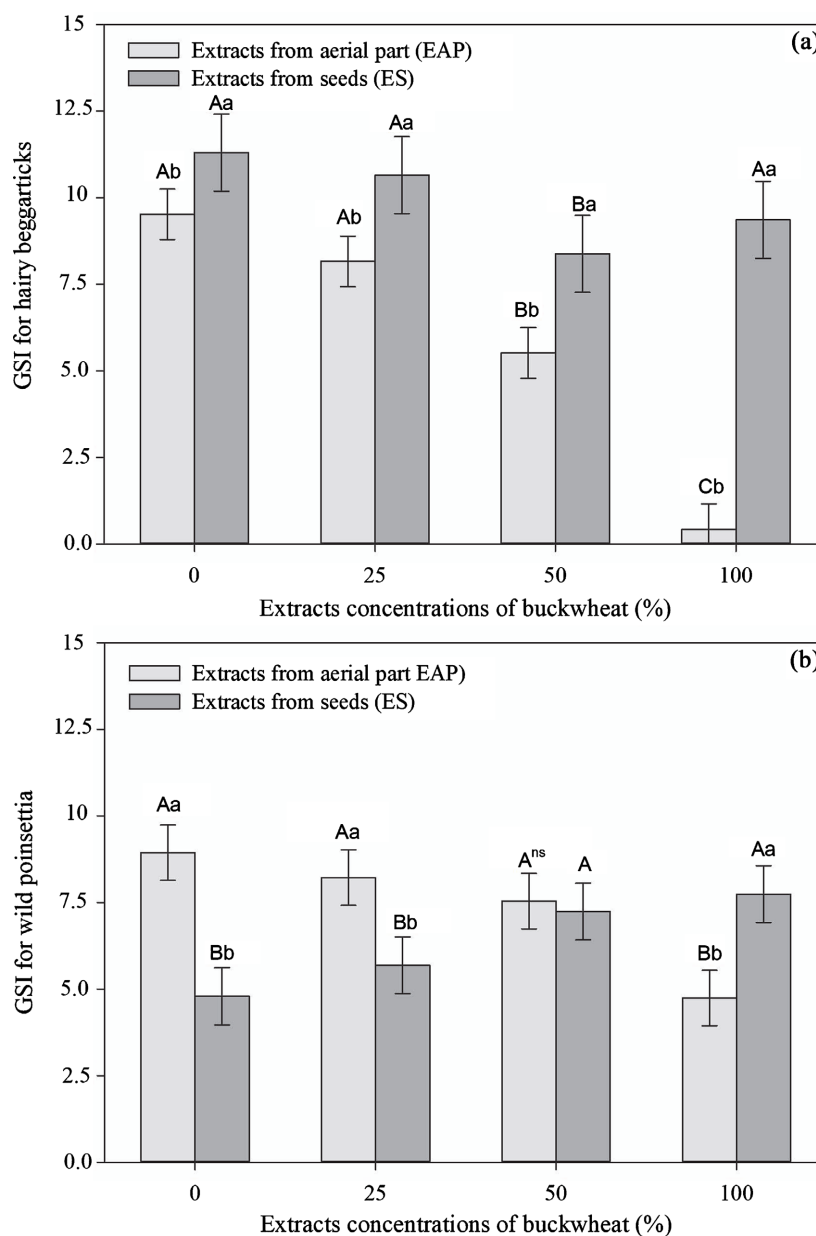 (a)
Extracts from aerial part (EAP)
Extracts from seeds (ES)
GSI for hairy beggarticks
15
12.5
10
7.5
5.0
2.5
0.0
Ab
Aa
Ab
Aa
Bb
Ba
Cb
Aa
0 25 50 100
Extracts concentrations of buckwheat (%)
(b)
Extracts from aerial part EAP)
Extracts from seeds (ES)
GSI for wild poinsettia
15
12.5
10
7.5
5.0
2.5
0.0
Aa
Bb
Aa
Bb
Ans
A
Bb
Aa
0 25 50 100
Extracts concentrations of buckwheat (%)